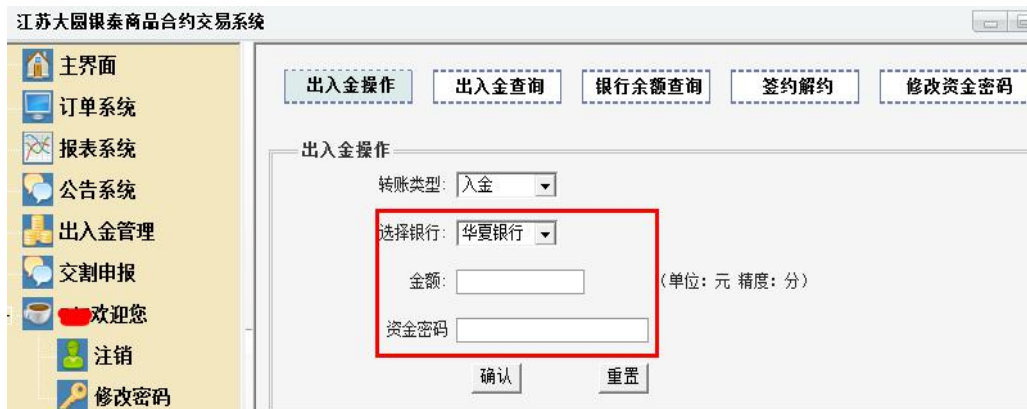 江苏大圆银泰商品合约交易系统
主界面
订单系统
报表系统
公告系统
出入金管理
交割申报
欢迎您
注销
修改密码
出入金操作 出入金查询 银行余额查询 签约解约 修改资金密码
出入金操作
转账类型: 入金
选择银行: 华夏银行
金额: (单位: 元 精度: 分)
资金密码
确认 重置